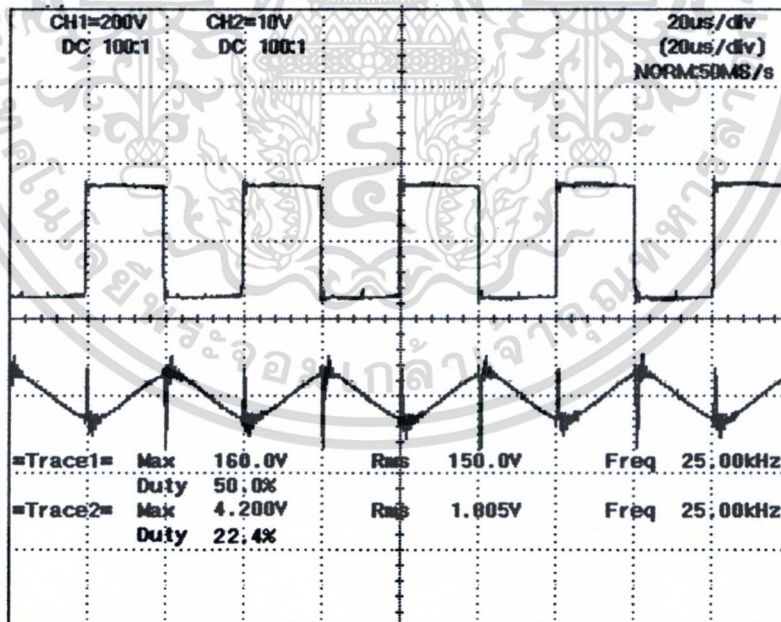 CH1=200V CH2=10V 20us/div
DC 100:1 DC 100:1 (20us/div)
NORM:50MS/s
=Trace1= Max 160.0V Rms 150.0V Freq 25.00kHz
Duty 50.0%
=Trace2= Max 4.200V Rms 1.805V Freq 25.00kHz
Duty 22.4%